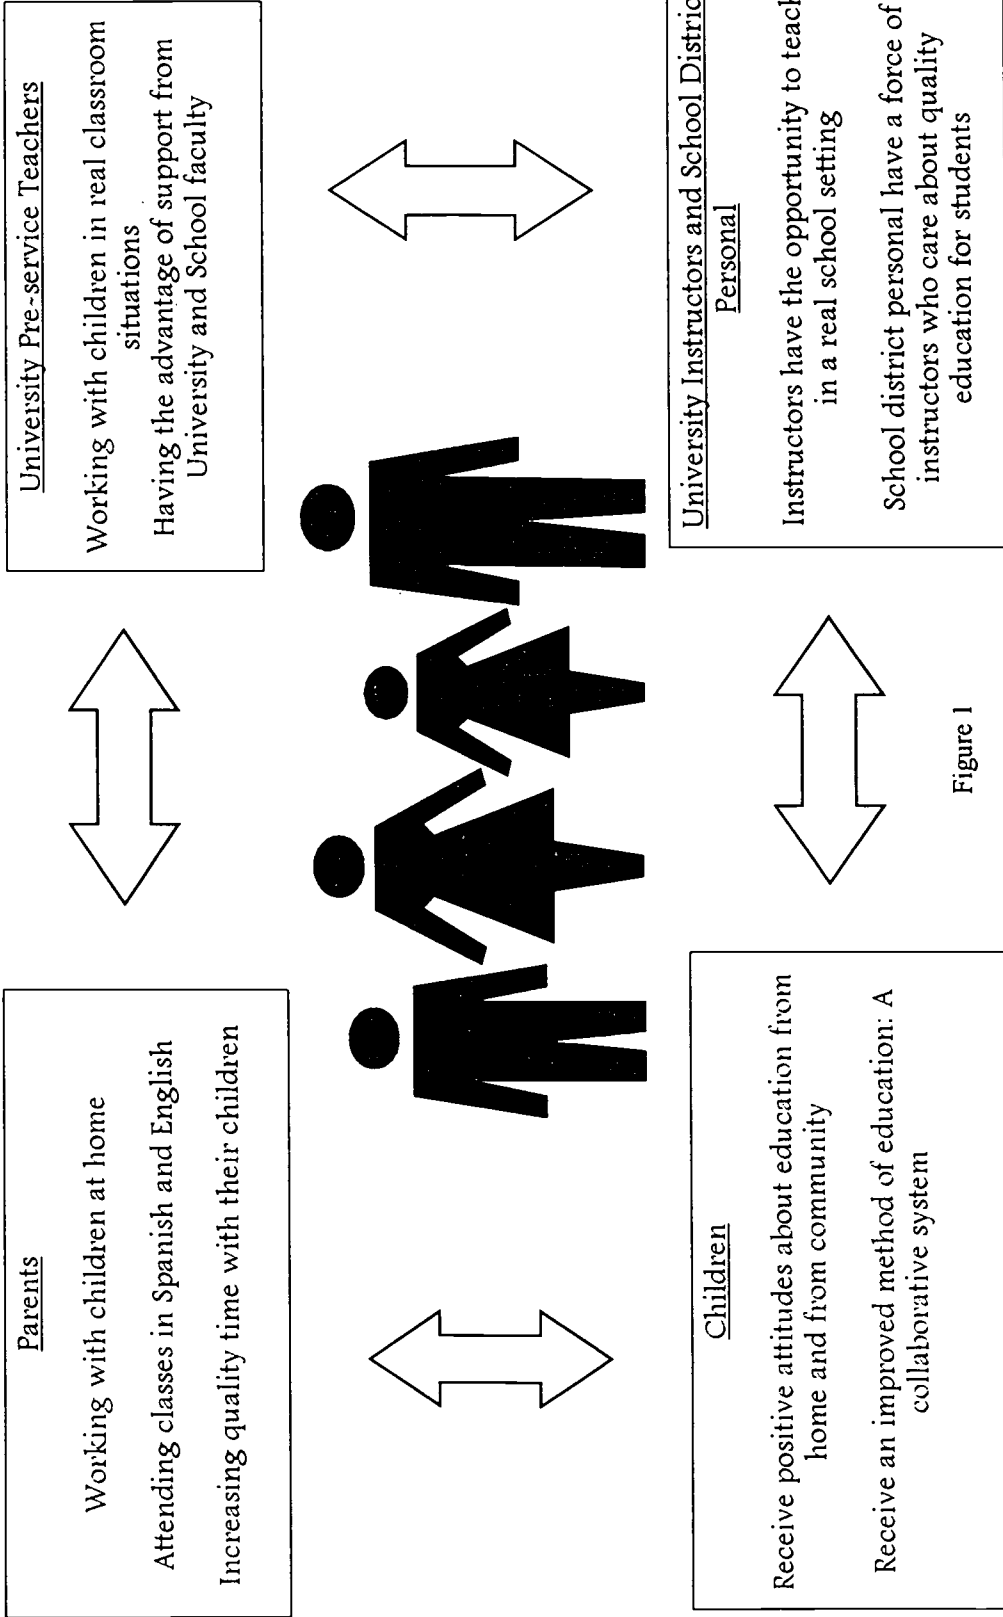 Parents
Working with children at home
Attending classes in Spanish and English
Increasing quality time with their children
University Pre-service Teachers
Working with children in real classroom
situations
Having the advantage of support from
University and School faculty
Children
Receive positive attitudes about education from
home and from community
Receive an improved method of education: A
collaborative system
University Instructors and School Distric
Personal
Instructors have the opportunity to teach
in a real school setting
School district personal have a force of
instructors who care about quality
education for students
Figure 1